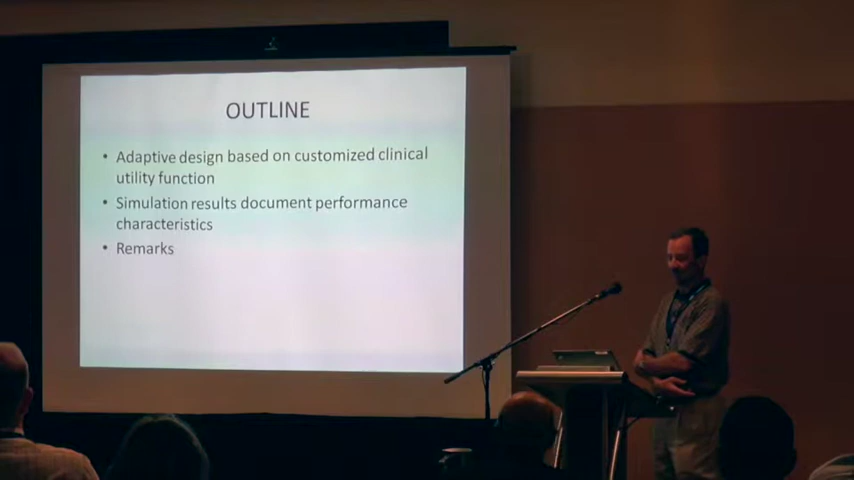 OUTLINE
• Adaptive design based on customized clinical
utility function
• Simulation results document performance
characteristics
• Remarks